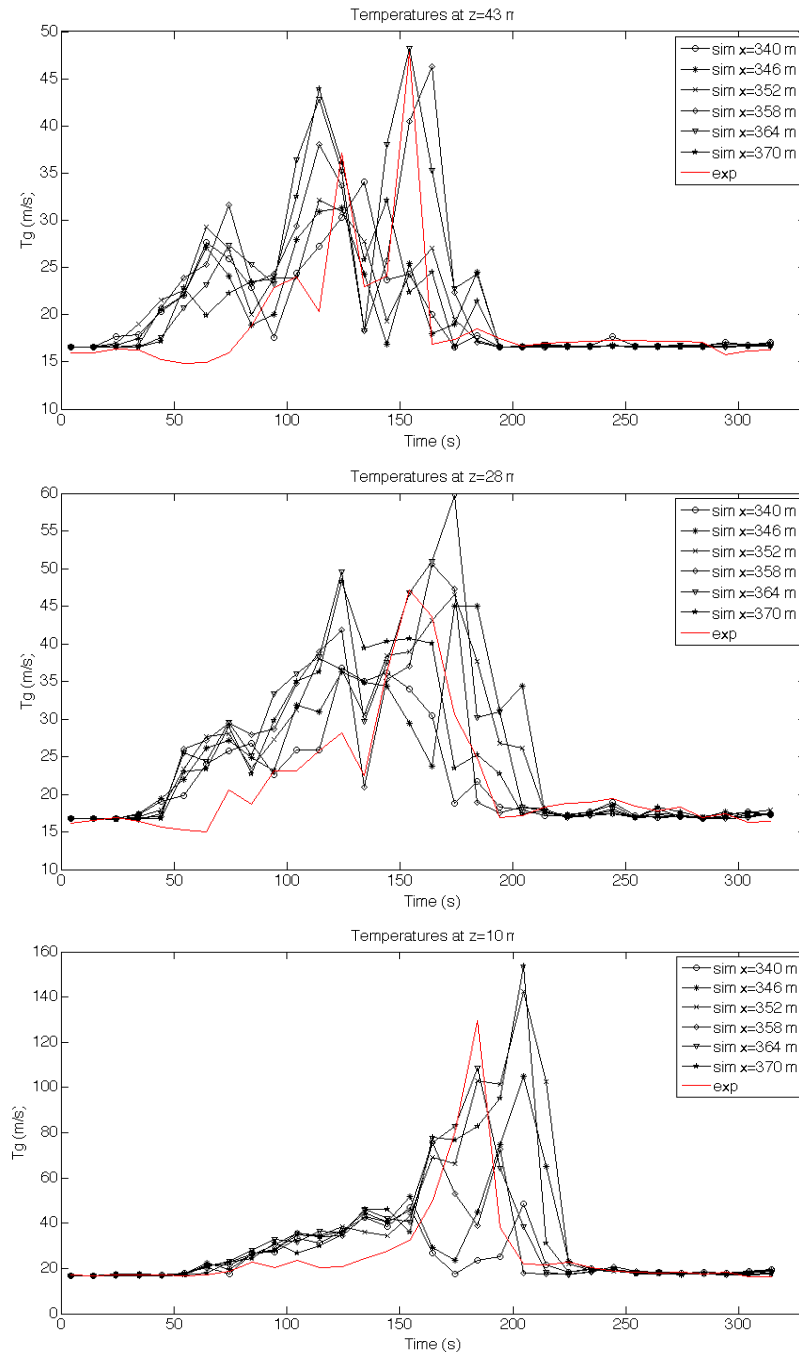 Temperatures at z=43 m
50
45
40
35
30
25
20
15
10
Tg (m/s)
0
50
100
150
200
250
300
Time (s)
sim x=340 m
sim x=346 m
sim x=352 m
sim x=358 m
sim x=364 m
sim x=370 m
exp
Temperatures at z=28 m
60
55
50
45
40
35
30
25
20
15
10
Tg (m/s)
0
50
100
150
200
250
300
Time (s)
sim x=340 m
sim x=346 m
sim x=352 m
sim x=358 m
sim x=364 m
sim x=370 m
exp
Temperatures at z=10 m
160
140
120
100
80
60
40
20
0
Tg (m/s)
0
50
100
150
200
250
300
Time (s)
sim x=340 m
sim x=346 m
sim x=352 m
sim x=358 m
sim x=364 m
sim x=370 m
exp